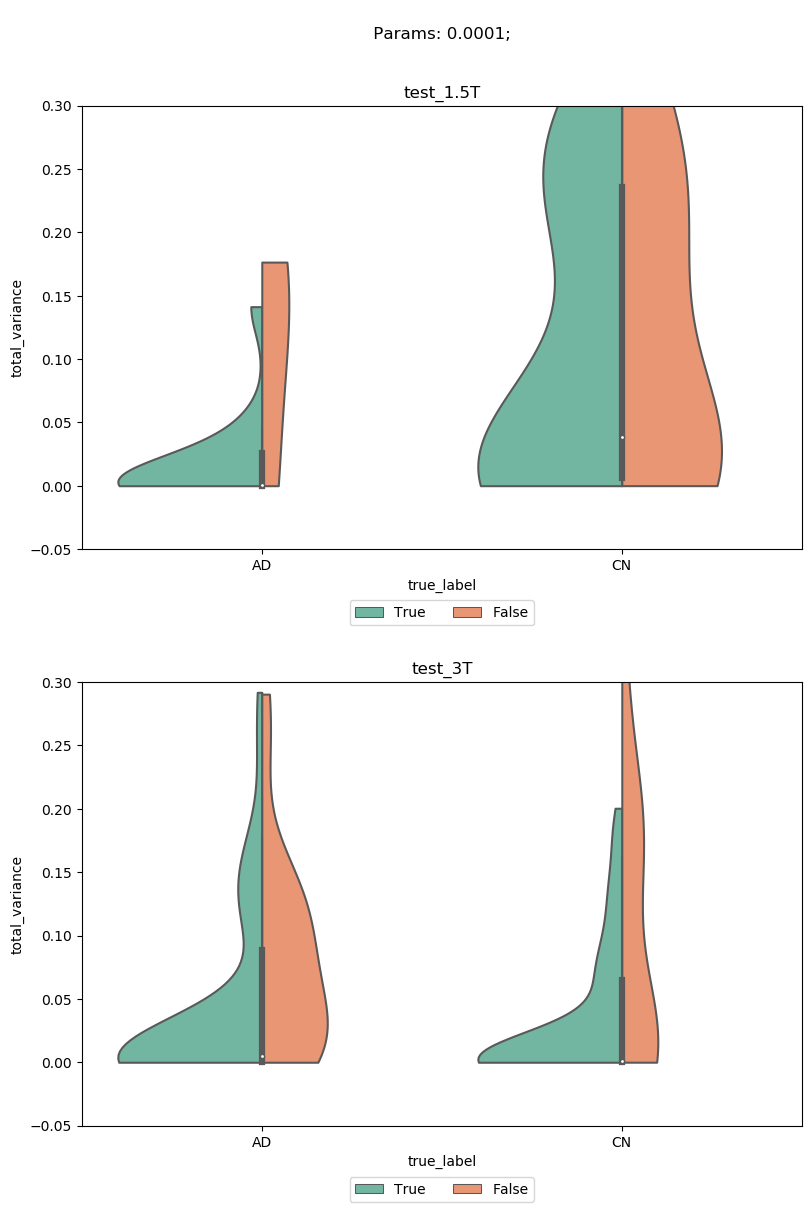 Params: 0.0001;
test_1.5T
0.30
0.25
0.20
0.15
0.10
0.05
0.00
−0.05
total_variance
AD CN
true_label
True False
test_3T
0.30
0.25
0.20
0.15
0.10
0.05
0.00
−0.05
total_variance
AD CN
true_label
True False